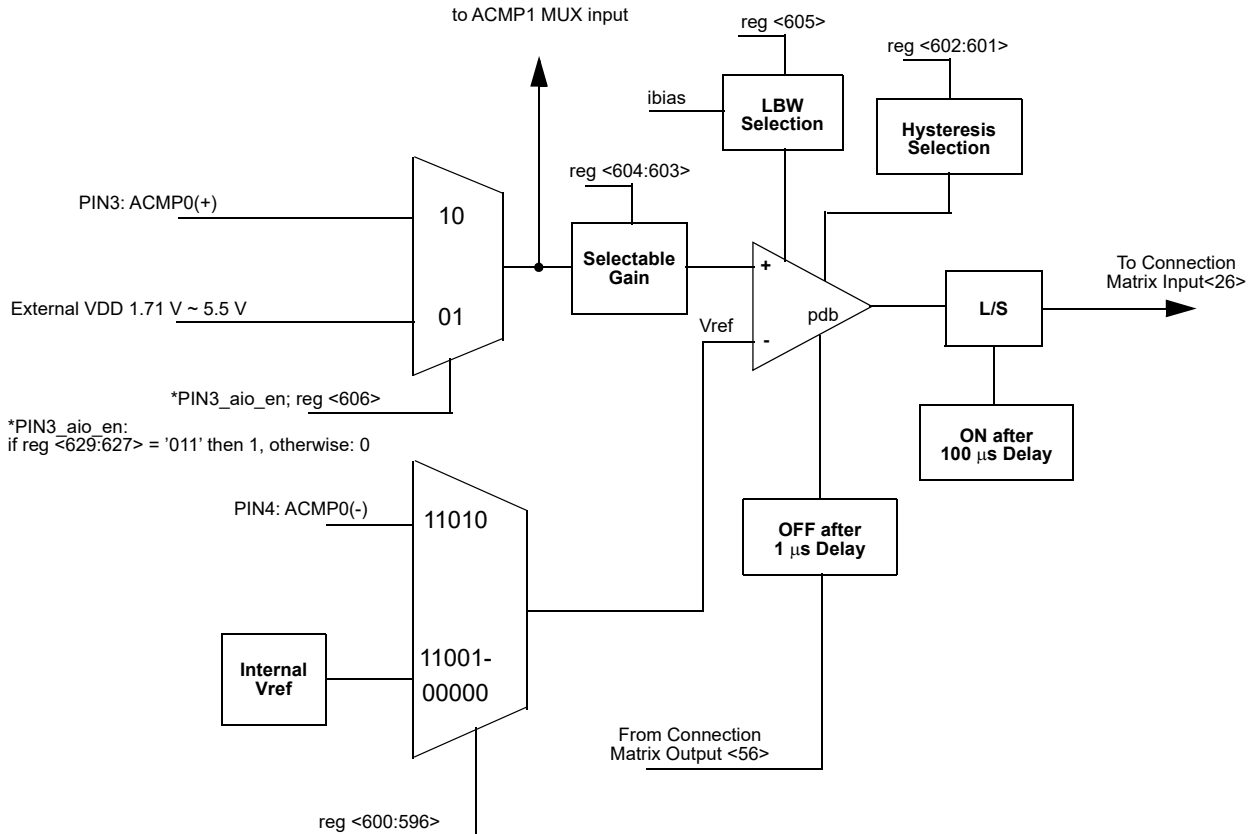 to ACMP1 MUX input
reg <605>
reg <602:601>
ibias
LBW
Selection
Hysteresis
Selection
reg <604:603>
PIN3: ACMP0(+)
10
Selectable
Gain
+
To Connection
Matrix Input<26>
External VDD 1.71 V ~ 5.5 V
01
Vref
-
pdb
L/S
*PIN3_aio_en; reg <606>
*PIN3_aio_en:
if reg <629:627> = '011' then 1, otherwise: 0
ON after
100 μs Delay
PIN4: ACMP0(-)
11010
OFF after
1 μs Delay
Internal
Vref
11001-
00000
From Connection
Matrix Output <56>
reg <600:596>